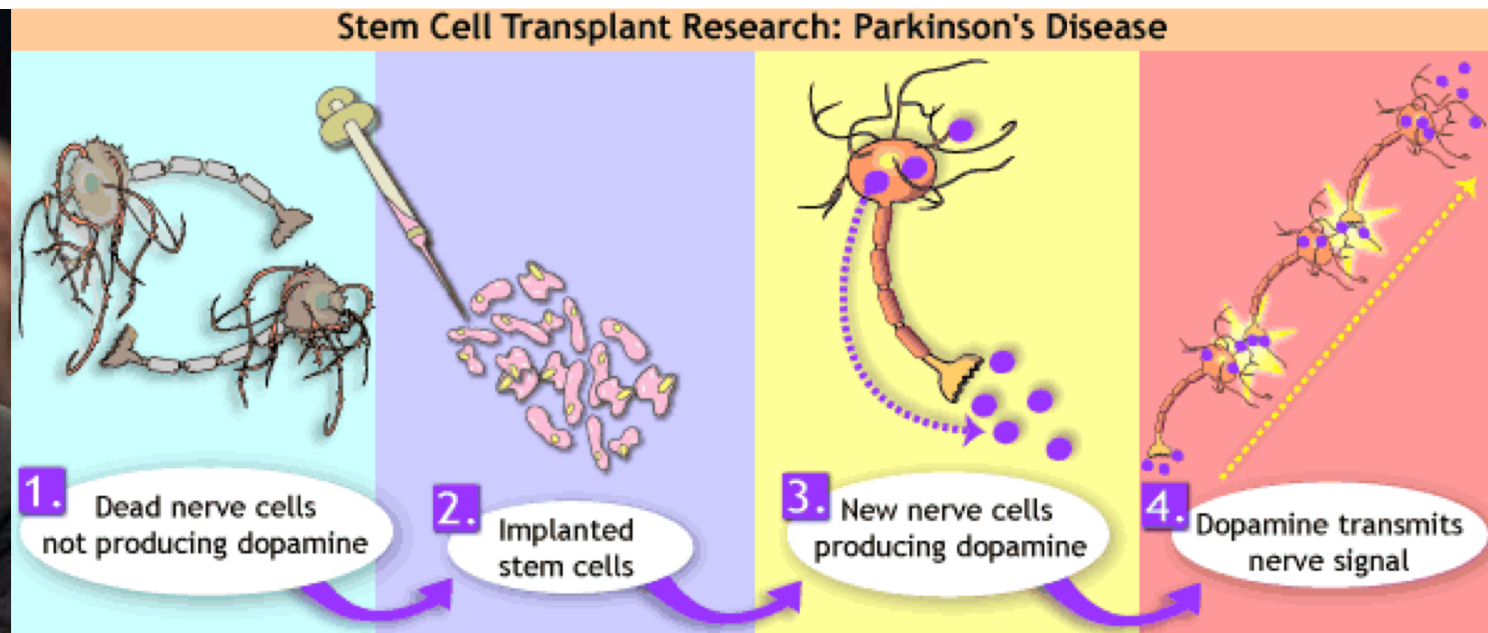 Stem Cell Transplant Research: Parkinson's Disease
1.
Dead nerve cells
not producing dopamine
2.
Implanted
stem cells
3.
New nerve cells
producing dopamine
4.
Dopamine transmits
nerve signal